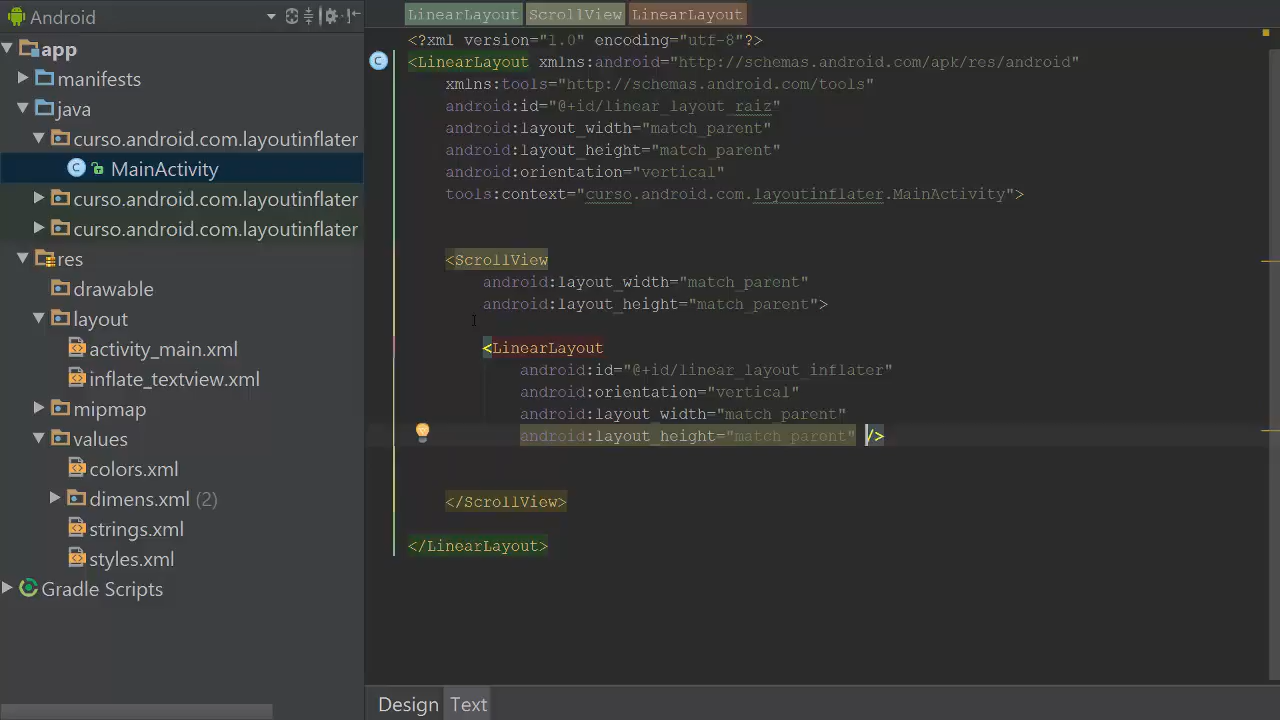 Android
app
manifests
java
curso.android.com.layoutinflater
MainActivity
curso.android.com.layoutinflater
curso.android.com.layoutinflater
res
drawable
layout
activity_main.xml
inflate_textview.xml
mipmap
values
colors.xml
dimens.xml (2)
strings.xml
styles.xml
Gradle Scripts
LinearLayout ScrollView LinearLayout
<?xml version="1.0" encoding="utf-8"?>
<LinearLayout xmlns:android="http://schemas.android.com/apk/res/android"
xmlns:tools="http://schemas.android.com/tools"
android:id="@+id/linear_layout_raiz"
android:layout_width="match_parent"
android:layout_height="match_parent"
android:orientation="vertical"
tools:context="curso.android.com.layoutinflater.MainActivity">
<ScrollView
android:layout_width="match_parent"
android:layout_height="match_parent">
<LinearLayout
android:id="@+id/linear_layout_inflater"
android:orientation="vertical"
android:layout_width="match_parent"
android:layout_height="match_parent" />
</ScrollView>
</LinearLayout>
Design Text